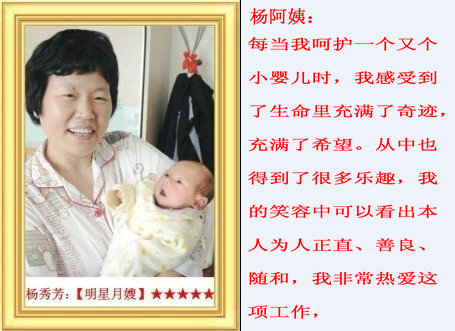 杨阿姨：
每当我呵护一个又个
小婴儿时，我感受到
了生命里充满了奇迹，
充满了希望。从中也
得到了很多乐趣，我
的笑容中可以看出本
人为人正直、善良、
随和，我非常热爱这
项工作，
杨秀芳：【明星月嫂】★★★★★